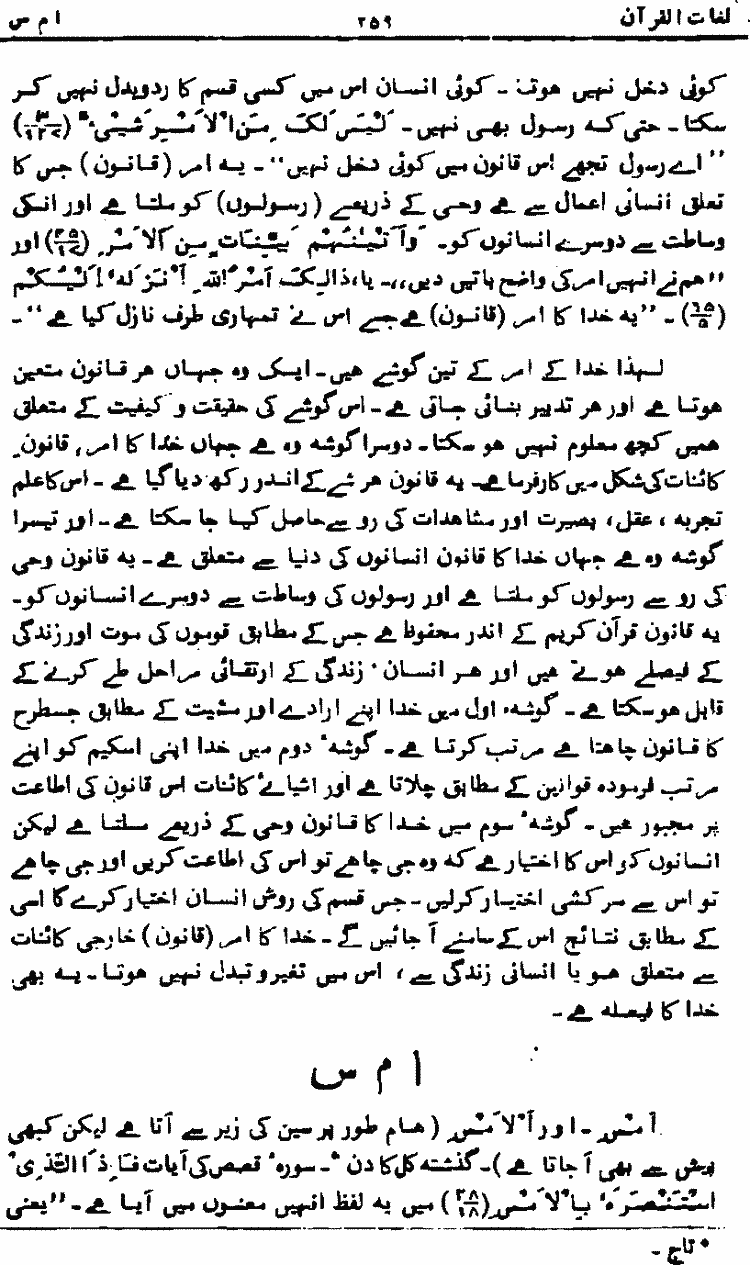 لغات القرآن ۲۵۹ ا م س
کوئی دخل نہیں ہوتا ۔ کوئی انسان اس میں کسی قسم کا ردوبدل نہیں کر
سکتا ۔ حتیٰ کہ رسول بھی نہیں ۔ لَيْسَ لَكَ مِنَ الْاَمْرِ شَيْئٌ (۳/۱۲۷)
’’اے رسول تجھے اس قانون میں کوئی دخل نہیں‘‘ ۔ یہ امر (قانون) جس کا
تعلق انسانی اعمال سے ہے وحی کے ذریعے (رسولوں) کو ملتا ہے اور انکی
وساطت سے دوسرے انسانوں کو ۔ وَآتَيْنٰهُمْ بَيِّنَاتٍ مِنَ الْاَمْرِ (۴۵/۱۷) اور
’’ہم نے انہیں امر کی واضح باتیں دیں‘‘ ۔ یا، ذَالِكَ اَمْرُ اللهِ اَنْزَلَهُ اِلَيْكُمْ
(۶۵/۵) ۔ ’’یہ خدا کا امر (قانون) ہے جسے اس نے تمہاری طرف نازل کیا ہے‘‘ ۔
لہذا خدا کے امر کے تین گوشے ہیں ۔ ایک وہ جہاں ہر قانون متعین
ہوتا ہے اور ہر تدبیر بنائی جاتی ہے ۔ اس گوشے کی حقیقت و کیفیت کے متعلق
ہمیں کچھ معلوم نہیں ہو سکتا ۔ دوسرا گوشہ وہ ہے جہاں خدا کا امر، قانونِ
کائنات کی شکل میں کارفرما ہے۔ یہ قانون ہر شے کے اندر رکھ دیا گیا ہے ۔ اس کا علم
تجربہ ، عقل، بصیرت اور مشاہدات کی رو سے حاصل کیا جا سکتا ہے ۔ اور تیسرا
گوشہ وہ ہے جہاں خدا کا قانون انسانوں کی دنیا سے متعلق ہے ۔ یہ قانون وحی
کی رو سے رسولوں کو ملتا ہے اور رسولوں کی وساطت سے دوسرے انسانوں کو ۔
یہ قانون قرآن کریم کے اندر محفوظ ہے جس کے مطابق قوموں کی موت اور زندگی
کے فیصلے ہوتے ہیں اور ہر انسان زندگی کے ارتقائی مراحل طے کرنے کے
قابل ہو سکتا ہے ۔ گوشہء اول میں خدا اپنے ارادے اور مشیت کے مطابق جسطرح
کا قانون چاہتا ہے مرتب کرتا ہے ۔ گوشہء دوم میں خدا اپنی اسکیم کو اپنے
مرتب فرمودہ قوانین کے مطابق چلاتا ہے اور اشیائے کائنات اس قانون کی اطاعت
پر مجبور ہیں ۔ گوشہء سوم میں خدا کا قانون وحی کے ذریعے ملتا ہے لیکن
انسانوں کو اس کا اختیار ہے کہ وہ جی چاہے تو اس کی اطاعت کریں اور جی چاہے
تو اس سے سرکشی اختیار کرلیں ۔ جس قسم کی روش انسان اختیار کرے گا اسی
کے مطابق نتائج اس کے سامنے آ جائیں گے ۔ خدا کا امر (قانون) خارجی کائنات
سے متعلق ہو یا انسانی زندگی سے ، اس میں تغیر و تبدل نہیں ہوتا ۔ یہ بھی
خدا کا فیصلہ ہے ۔
ا م س
اَمْسِ ۔ اور اَلْاَمْسِ (عام طور پر سین کی زیر سے آتا ہے لیکن کبھی
پیش سے بھی آ جاتا ہے) ۔ گذشتہ کل کا دن* ۔ سورہء قصص کی آیات فَاِذَا الَّذِی
اسْتَنْصَرَهُ بِالْاَمْسِ (۲۸/۱۸) میں یہ لفظ انہیں معنوں میں آیا ہے ۔ ’’یعنی
*تاج ۔